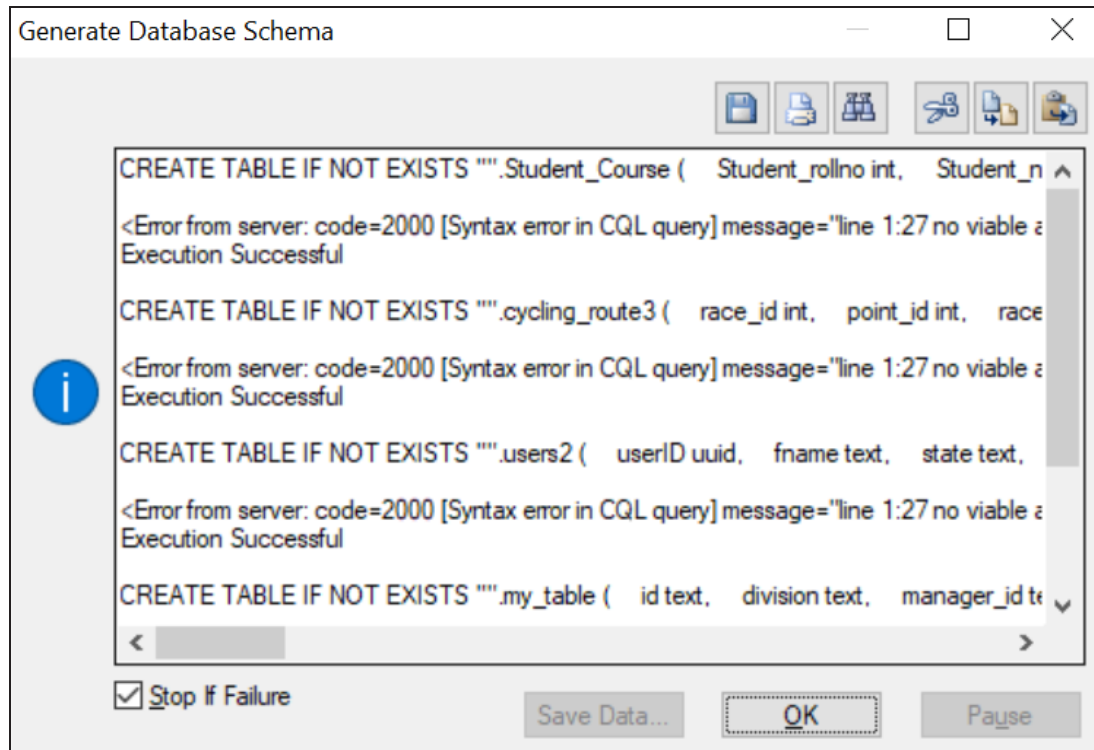 Generate Database Schema
CREATE TABLE IF NOT EXISTS "".Student_Course (    Student_rollno int,    Student_n
<Error from server: code=2000 [Syntax error in CQL query] message="line 1:27 no viable a
Execution Successful
CREATE TABLE IF NOT EXISTS "".cycling_route3 (    race_id int,    point_id int,    race
<Error from server: code=2000 [Syntax error in CQL query] message="line 1:27 no viable a
Execution Successful
CREATE TABLE IF NOT EXISTS "".users2 (    userID uuid,    fname text,    state text,
<Error from server: code=2000 [Syntax error in CQL query] message="line 1:27 no viable a
Execution Successful
CREATE TABLE IF NOT EXISTS "".my_table (    id text,    division text,    manager_id te
Stop If Failure
Save Data...
OK
Pause